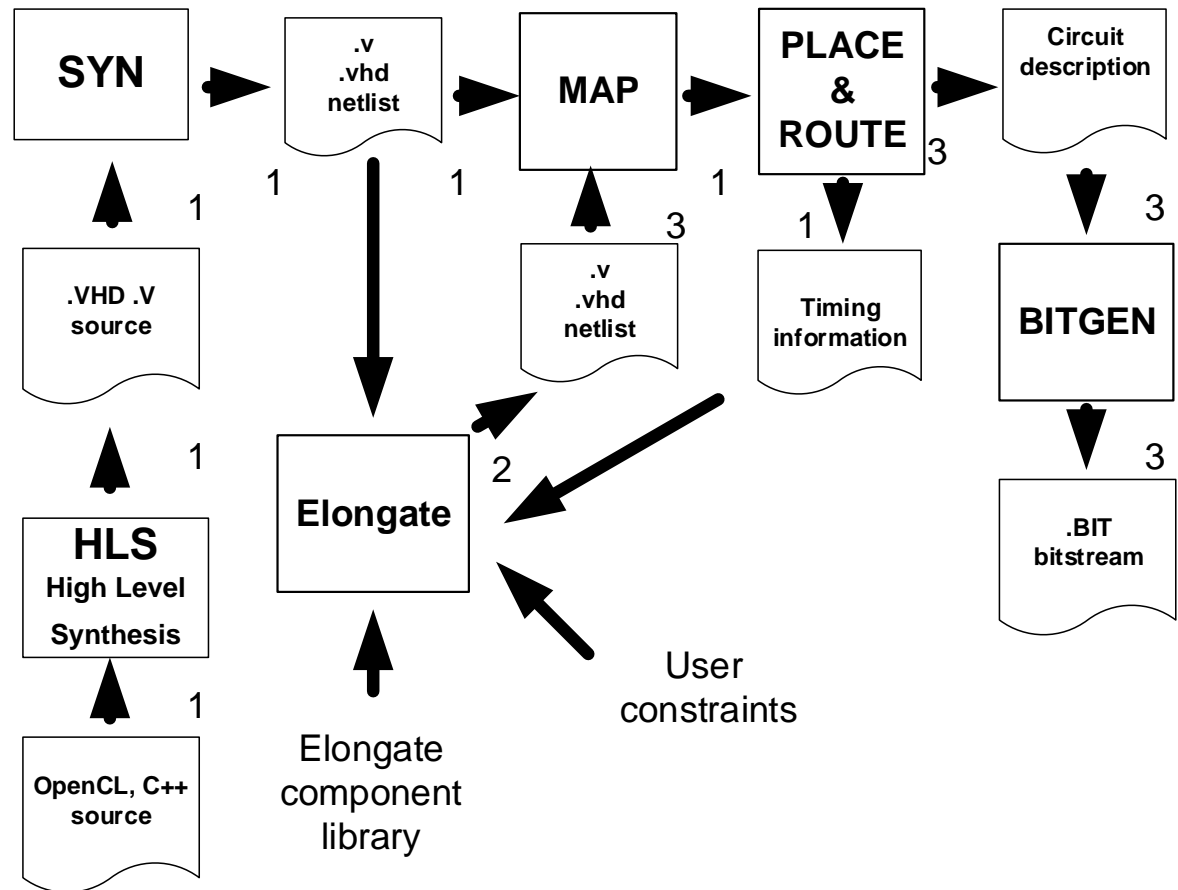 SYN
.v
.vhd
netlist
MAP
PLACE
&
ROUTE
Circuit
description
1
1
1
1
3
3
1
3
.VHD .V
source
.v
.vhd
netlist
Timing
information
BITGEN
1
2
3
Elongate
HLS
High Level
Synthesis
.BIT
bitstream
1
User
constraints
Elongate
component
library
OpenCL, C++
source